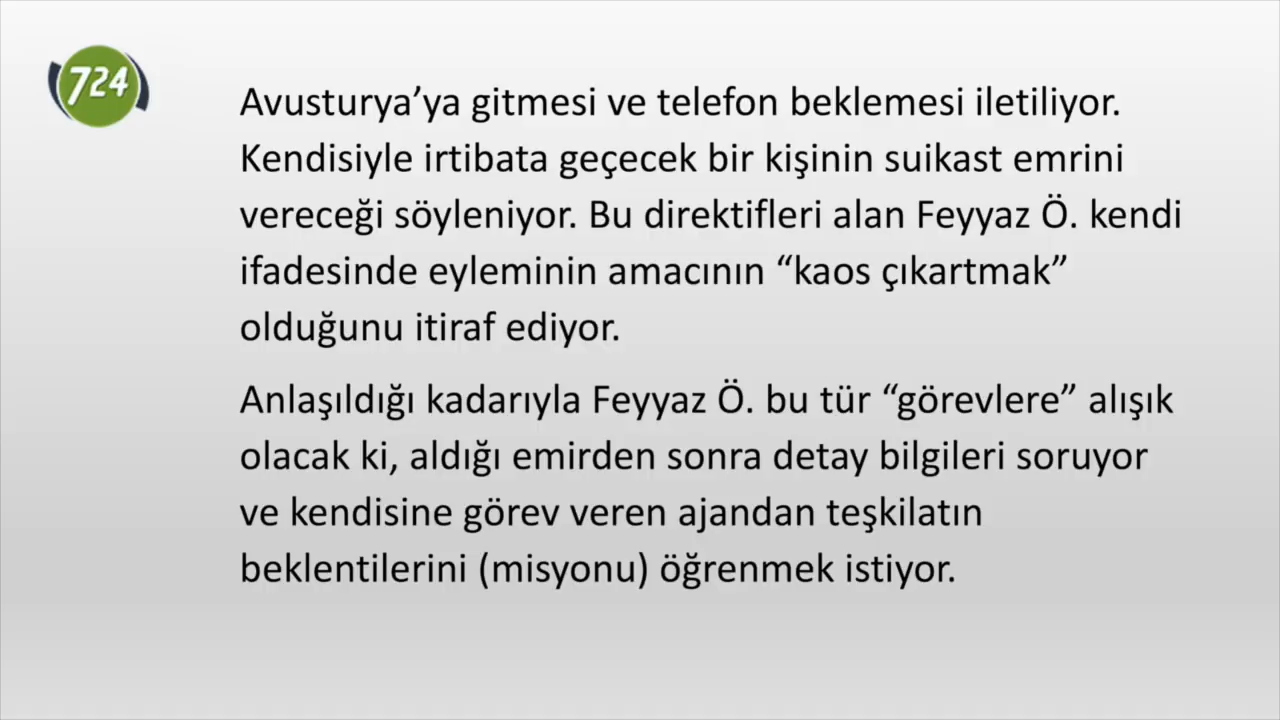 724
Avusturya’ya gitmesi ve telefon beklemesi iletiliyor.
Kendisiyle irtibata geçecek bir kişinin suikast emrini
vereceği söyleniyor. Bu direktifleri alan Feyyaz Ö. kendi
ifadesinde eyleminin amacının “kaos çıkartmak”
olduğunu itiraf ediyor.
Anlaşıldığı kadarıyla Feyyaz Ö. bu tür “görevlere” alışık
olacak ki, aldığı emirden sonra detay bilgileri soruyor
ve kendisine görev veren ajandan teşkilatın
beklentilerini (misyonu) öğrenmek istiyor.